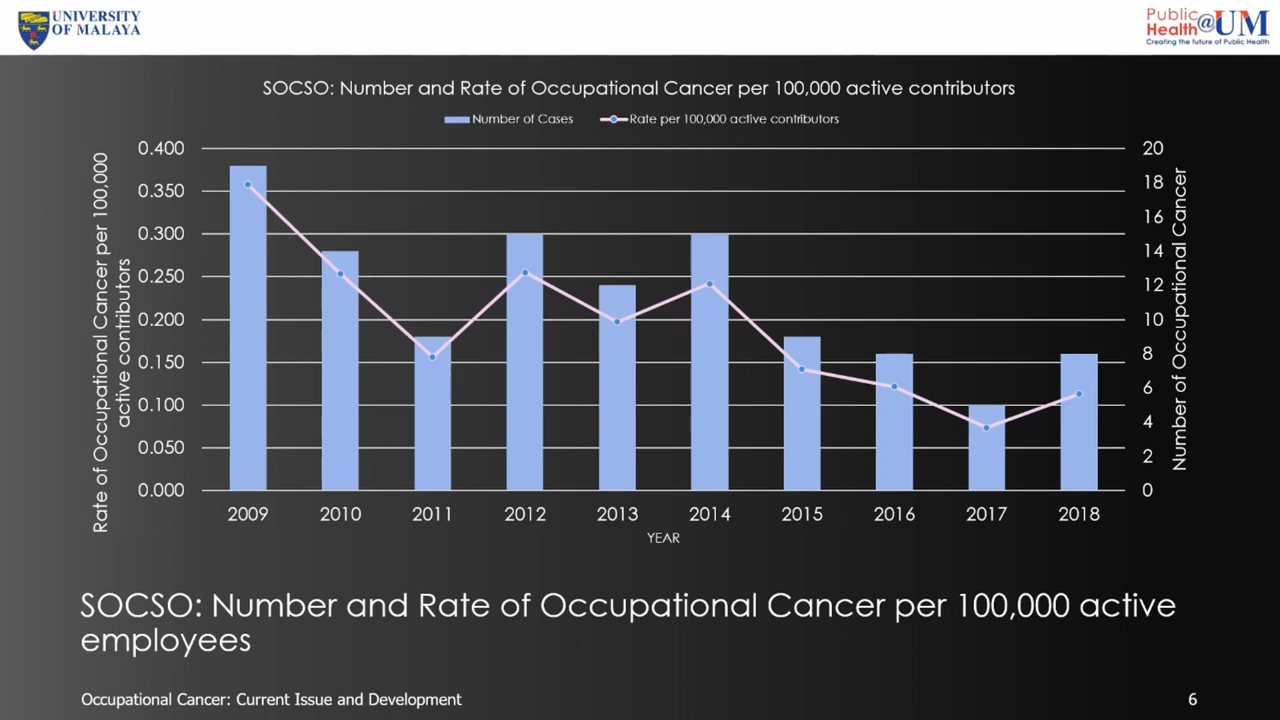 UNIVERSITY
OF MALAYA
Public
Health@UM
Creating the future of Public Health
SOCSO: Number and Rate of Occupational Cancer per 100,000 active contributors
Number of Cases
Rate per 100,000 active contributors
Rate of Occupational Cancer per 100,000
active contributors
0.400
0.350
0.300
0.250
0.200
0.150
0.100
0.050
0.000
20
18
16
14
12
10
8
6
4
2
0
Number of Occupational Cancer
2009 2010 2011 2012 2013 2014 2015 2016 2017 2018
YEAR
SOCSO: Number and Rate of Occupational Cancer per 100,000 active
employees
Occupational Cancer: Current Issue and Development
6